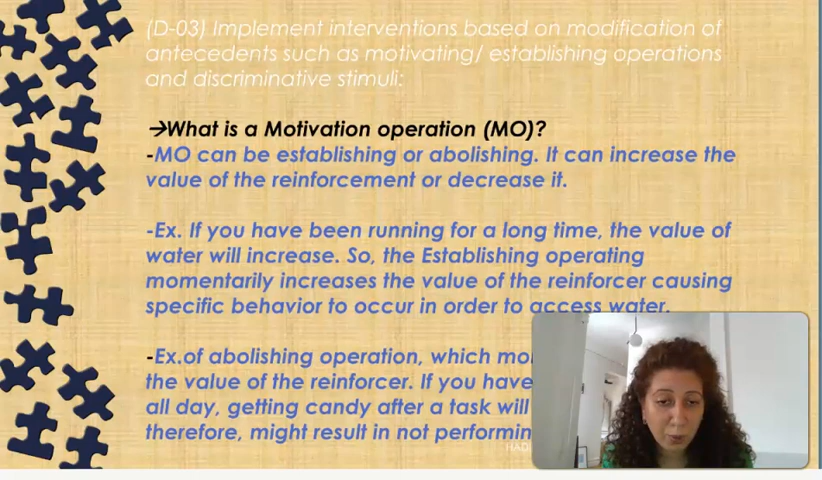 (D-03) Implement interventions based on modification of
antecedents such as motivating/ establishing operations
and discriminative stimuli:
→What is a Motivation operation (MO)?
-MO can be establishing or abolishing. It can increase the
value of the reinforcement or decrease it.
-Ex. If you have been running for a long time, the value of
water will increase. So, the Establishing operating
momentarily increases the value of the reinforcer causing
specific behavior to occur in order to access water.
-Ex.of abolishing operation, which
the value of the reinforcer. If you have
all day, getting candy after a task will
therefore, might result in not